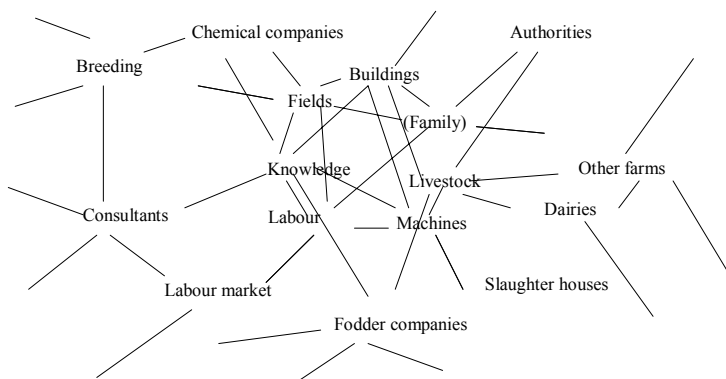 Chemical companies
Authorities
Breeding
Buildings
Fields
(Family)
Knowledge
Livestock
Other farms
Consultants
Labour
Machines
Dairies
Labour market
Slaughter houses
Fodder companies